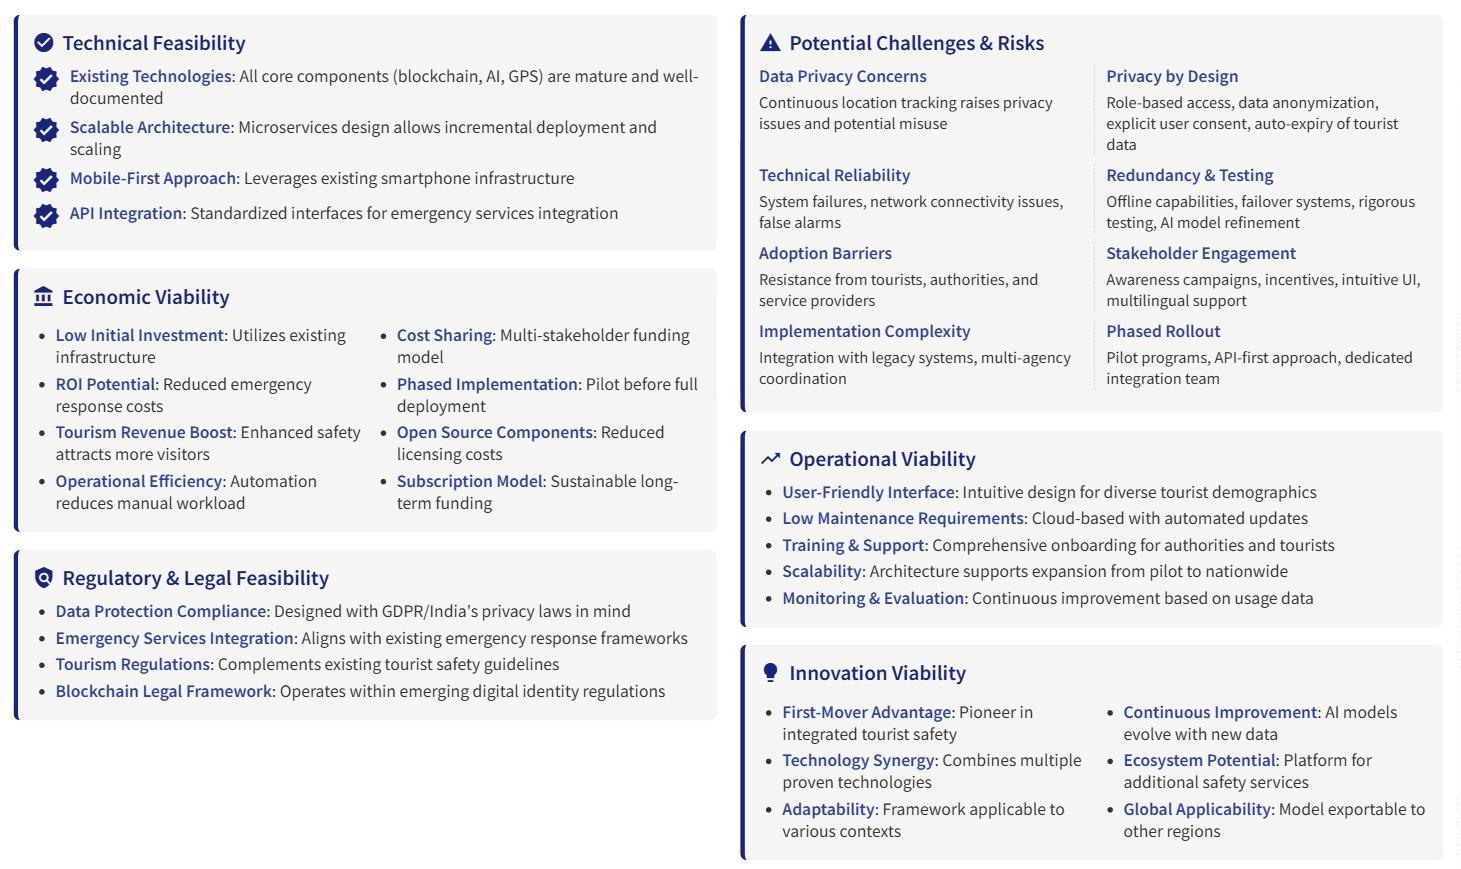 Technical Feasibility
Existing Technologies: All core components (blockchain, AI, GPS) are mature and well-
documented
Scalable Architecture: Microservices design allows incremental deployment and
scaling
Mobile-First Approach: Leverages existing smartphone infrastructure
API Integration: Standardized interfaces for emergency services integration
Economic Viability
• Low Initial Investment: Utilizes existing
infrastructure
• ROI Potential: Reduced emergency
response costs
• Tourism Revenue Boost: Enhanced safety
attracts more visitors
• Operational Efficiency: Automation
reduces manual workload
• Cost Sharing: Multi-stakeholder funding
model
• Phased Implementation: Pilot before full
deployment
• Open Source Components: Reduced
licensing costs
• Subscription Model: Sustainable long-
term funding
Regulatory & Legal Feasibility
• Data Protection Compliance: Designed with GDPR/India's privacy laws in mind
• Emergency Services Integration: Aligns with existing emergency response frameworks
• Tourism Regulations: Complements existing tourist safety guidelines
• Blockchain Legal Framework: Operates within emerging digital identity regulations
Potential Challenges & Risks
Data Privacy Concerns
Continuous location tracking raises privacy
issues and potential misuse
Privacy by Design
Role-based access, data anonymization,
explicit user consent, auto-expiry of tourist
data
Technical Reliability
System failures, network connectivity issues,
false alarms
Redundancy & Testing
Offline capabilities, failover systems, rigorous
testing, AI model refinement
Adoption Barriers
Resistance from tourists, authorities, and
service providers
Stakeholder Engagement
Awareness campaigns, incentives, intuitive UI,
multilingual support
Implementation Complexity
Integration with legacy systems, multi-agency
coordination
Phased Rollout
Pilot programs, API-first approach, dedicated
integration team
Operational Viability
• User-Friendly Interface: Intuitive design for diverse tourist demographics
• Low Maintenance Requirements: Cloud-based with automated updates
• Training & Support: Comprehensive onboarding for authorities and tourists
• Scalability: Architecture supports expansion from pilot to nationwide
• Monitoring & Evaluation: Continuous improvement based on usage data
Innovation Viability
• First-Mover Advantage: Pioneer in
integrated tourist safety
• Technology Synergy: Combines multiple
proven technologies
• Adaptability: Framework applicable to
various contexts
• Continuous Improvement: AI models
evolve with new data
• Ecosystem Potential: Platform for
additional safety services
• Global Applicability: Model exportable to
other regions